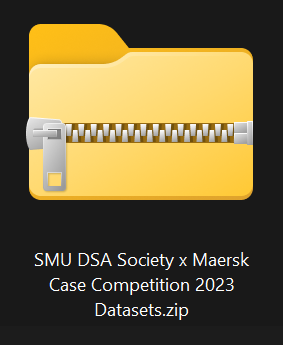 SMU DSA Society x Maersk
Case Competition 2023
Datasets.zip